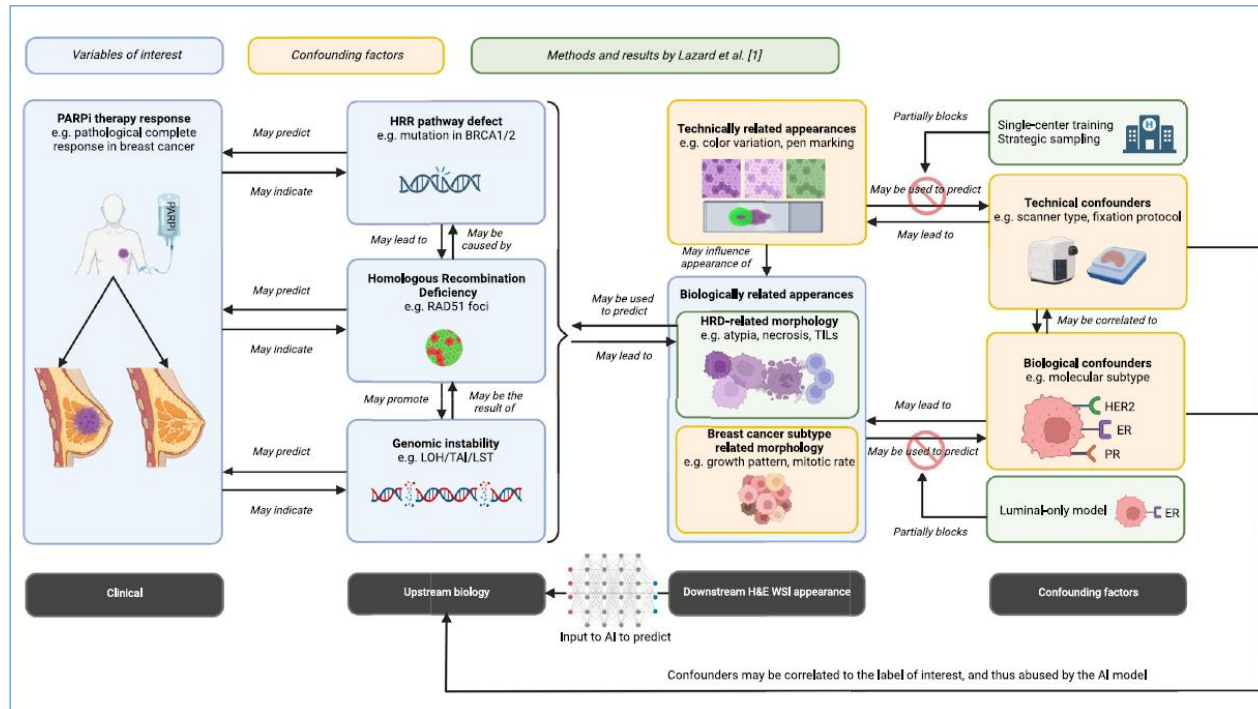 Variables of interest
Confounding factors
Methods and results by Lazard et al. [1]
PARPi therapy response
e.g. pathological complete
response in breast cancer
PARPi
May predict
May indicate
May predict
May indicate
May predict
May indicate
HRR pathway defect
e.g. mutation in BRCA1/2
May lead to
May be
caused by
Homologous Recombination
Deficiency
e.g. RAD51 foci
May promote
May be the
result of
Genomic instability
e.g. LOH/TAI/LST
May be used
to predict
May lead to
Technically related appearances
e.g. color variation, pen marking
May influence
appearance of
Biologically related apperances
HRD-related morphology
e.g. atypia, necrosis, TILs
Breast cancer subtype
related morphology
e.g. growth pattern, mitotic rate
Partially blocks
May be used to predict
May lead to
May lead to
May be used to predict
Partially blocks
Single-center training
Strategic sampling
H
Technical confounders
e.g. scanner type, fixation protocol
May be correlated to
Biological confounders
e.g. molecular subtype
HER2
ER
PR
Luminal-only model
ER
Clinical
Upstream biology
Input to AI to predict
Downstream H&E WSI appearance
Confounding factors
Confounders may be correlated to the label of interest, and thus abused by the AI model